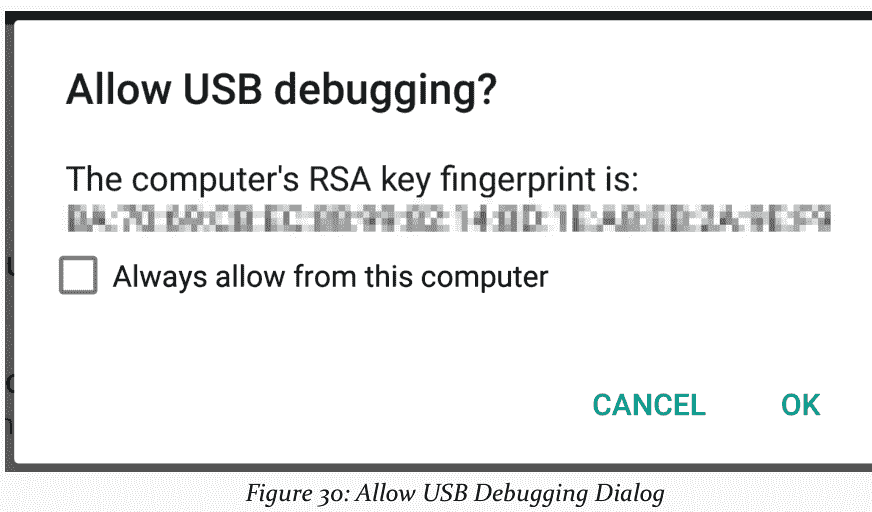 Allow USB debugging?
The computer's RSA key fingerprint is:
Always allow from this computer
CANCEL OK
Figure 30: Allow USB Debugging Dialog